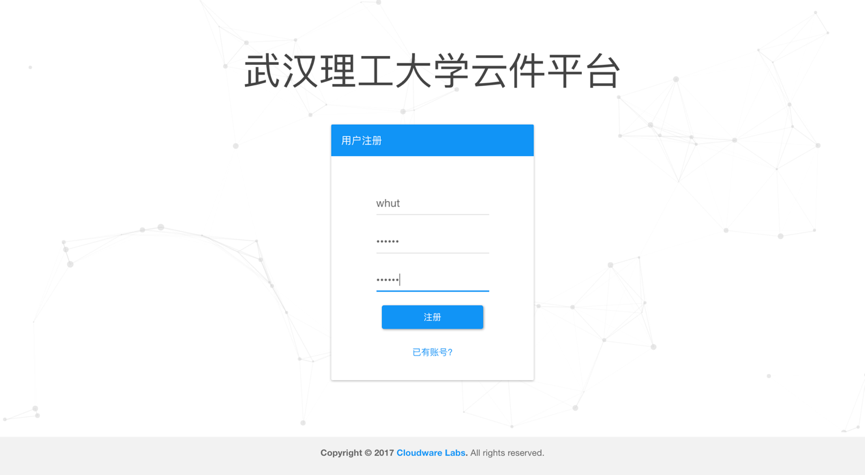 武汉理工大学云件平台
用户注册
whut
••••••
••••••
注册
已有账号?
Copyright © 2017 Cloudware Labs. All rights reserved.